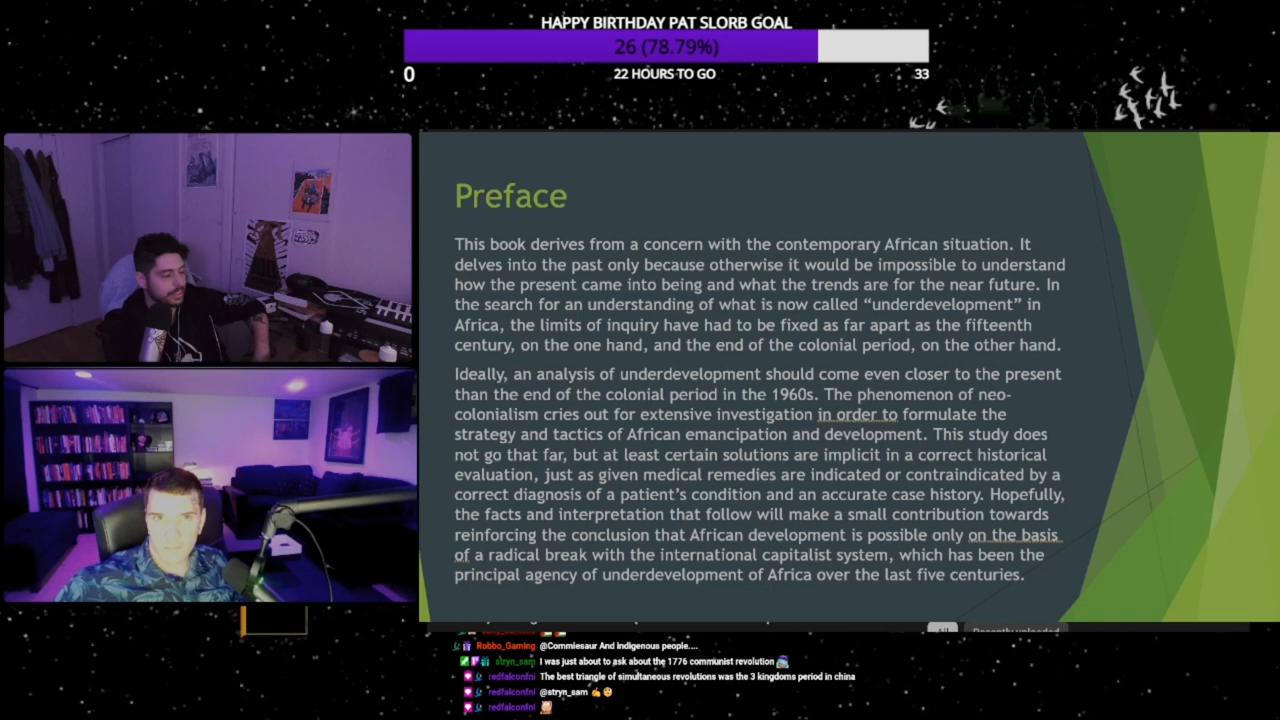 HAPPY BIRTHDAY PAT SLORB GOAL
26 (78.79%)
0
22 HOURS TO GO
33
Preface
This book derives from a concern with the contemporary African situation. It
delves into the past only because otherwise it would be impossible to understand
how the present came into being and what the trends are for the near future. In
the search for an understanding of what is now called “underdevelopment” in
Africa, the limits of inquiry have had to be fixed as far apart as the fifteenth
century, on the one hand, and the end of the colonial period, on the other hand.
Ideally, an analysis of underdevelopment should come even closer to the present
than the end of the colonial period in the 1960s. The phenomenon of neo-
colonialism cries out for extensive investigation in order to formulate the
strategy and tactics of African emancipation and development. This study does
not go that far, but at least certain solutions are implicit in a correct historical
evaluation, just as given medical remedies are indicated or contraindicated by a
correct diagnosis of a patient’s condition and an accurate case history. Hopefully,
the facts and interpretation that follow will make a small contribution towards
reinforcing the conclusion that African development is possible only on the basis
of a radical break with the international capitalist system, which has been the
principal agency of underdevelopment of Africa over the last five centuries.
All Recently uploaded
Robbo_Gaming @Commiesaur And indigenous people....
stryn_sam I was just about to ask about the 1776 communist revolution
redfalconfni The best triangle of simultaneous revolutions was the 3 kingdoms period in china
redfalconfni @stryn_sam
redfalconfni